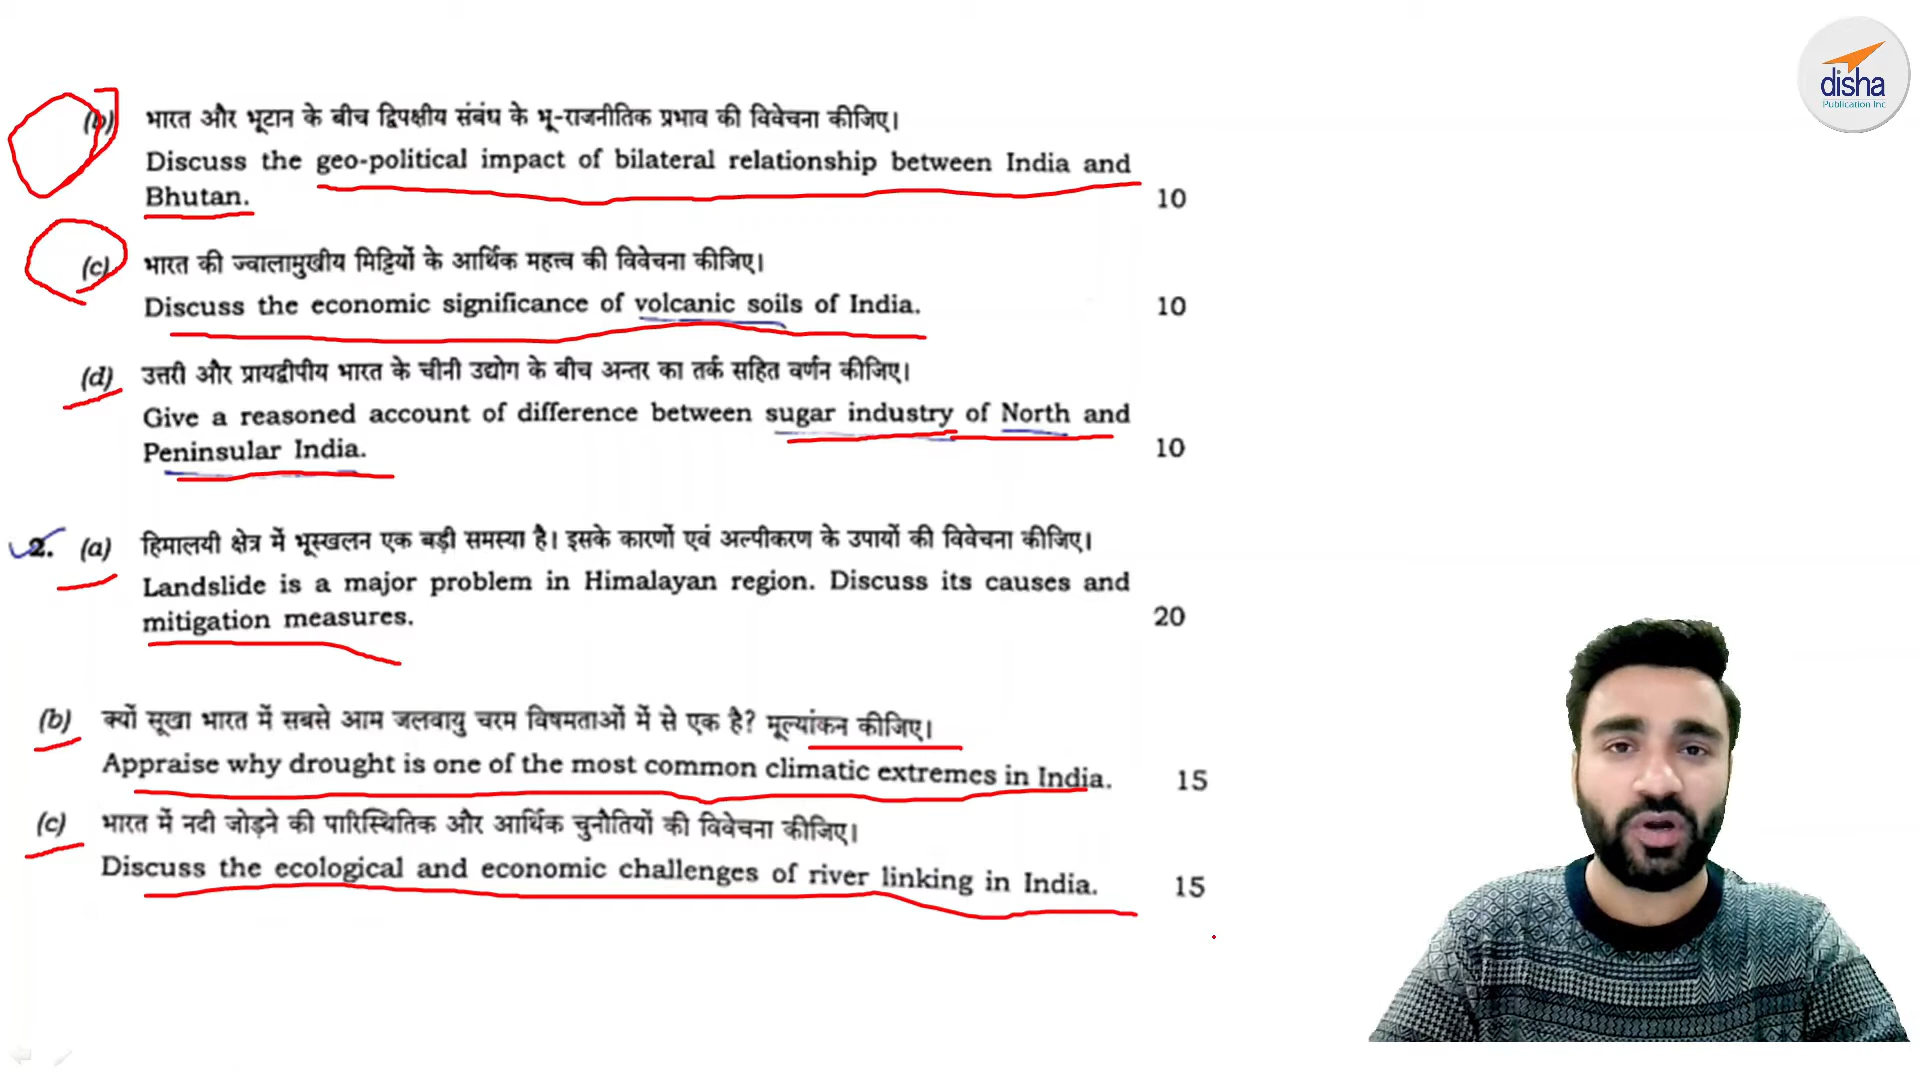 disha
Publication Inc
(b) भारत और भूटान के बीच द्विपक्षीय संबंध के भू-राजनीतिक प्रभाव की विवेचना कीजिए।
Discuss the geo-political impact of bilateral relationship between India and
Bhutan. 10
(c) भारत की ज्वालामुखीय मिट्टियों के आर्थिक महत्त्व की विवेचना कीजिए।
Discuss the economic significance of volcanic soils of India. 10
(d) उत्तरी और प्रायद्वीपीय भारत के चीनी उद्योग के बीच अन्तर का तर्क सहित वर्णन कीजिए।
Give a reasoned account of difference between sugar industry of North and
Peninsular India. 10
2. (a) हिमालयी क्षेत्र में भूस्खलन एक बड़ी समस्या है। इसके कारणों एवं अल्पीकरण के उपायों की विवेचना कीजिए।
Landslide is a major problem in Himalayan region. Discuss its causes and
mitigation measures. 20
(b) क्यों सूखा भारत में सबसे आम जलवायु चरम विषमताओं में से एक है? मूल्यांकन कीजिए।
Appraise why drought is one of the most common climatic extremes in India. 15
(c) भारत में नदी जोड़ने की पारिस्थितिक और आर्थिक चुनौतियों की विवेचना कीजिए।
Discuss the ecological and economic challenges of river linking in India. 15